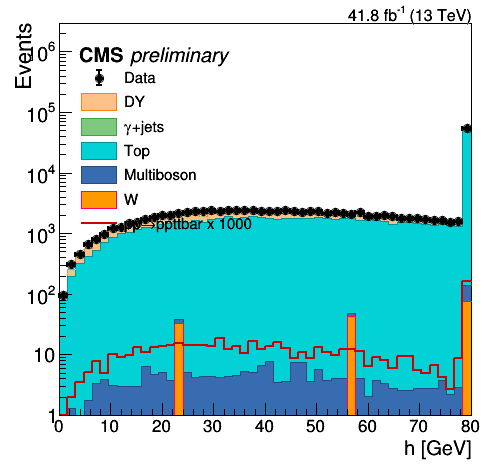 41.8 fb⁻¹ (13 TeV)
Events
CMS preliminary
Data
DY
γ+jets
Top
Multiboson
W
→ppttbar x 1000
10⁶
10⁵
10⁴
10³
10²
10
1
0 10 20 30 40 50 60 70 80
h [GeV]